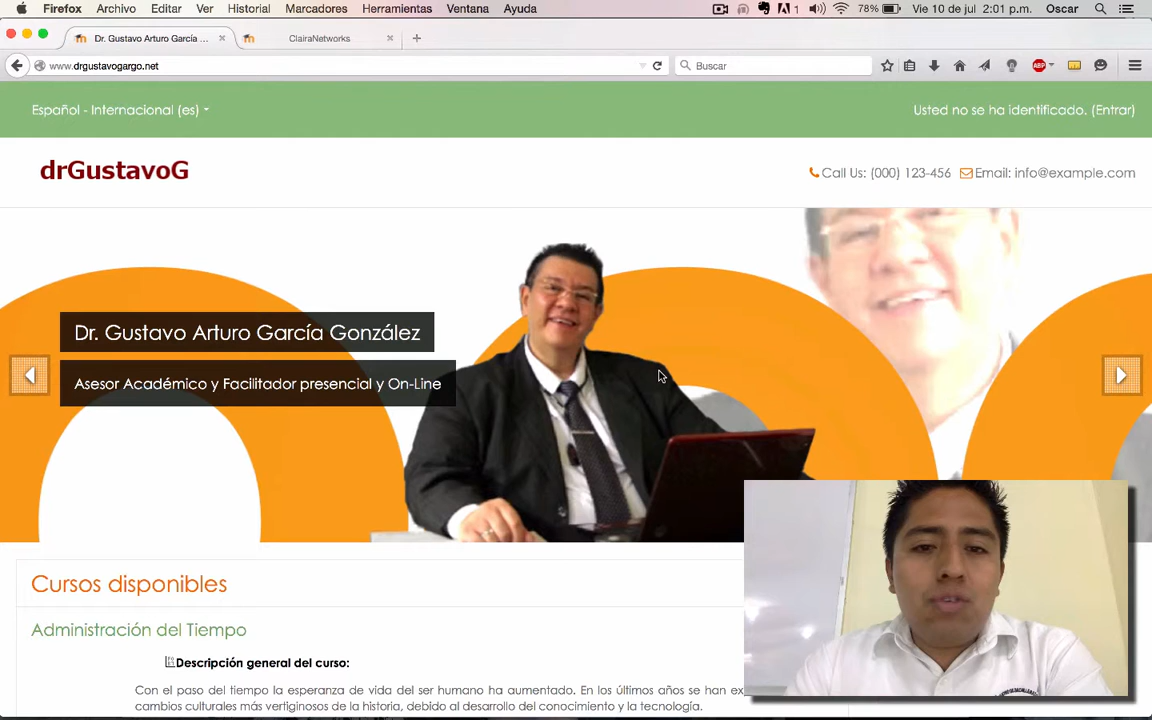 Firefox Archivo Editar Ver Historial Marcadores Herramientas Ventana Ayuda 1 78% Vie 10 de jul 2:01 p.m. Oscar
Dr. Gustavo Arturo García ... ClairaNetworks
www.drgustavogargo.net Buscar ABP
Español - Internacional (es) Usted no se ha identificado. (Entrar)
drGustavoG Call Us: (000) 123-456 Email: info@example.com
Dr. Gustavo Arturo García González
Asesor Académico y Facilitador presencial y On-Line
Cursos disponibles
Administración del Tiempo
Descripción general del curso:
Con el paso del tiempo la esperanza de vida del ser humano ha aumentado. En los últimos años se han
cambios culturales más vertiginosos de la historia, debido al desarrollo del conocimiento y la tecnología.